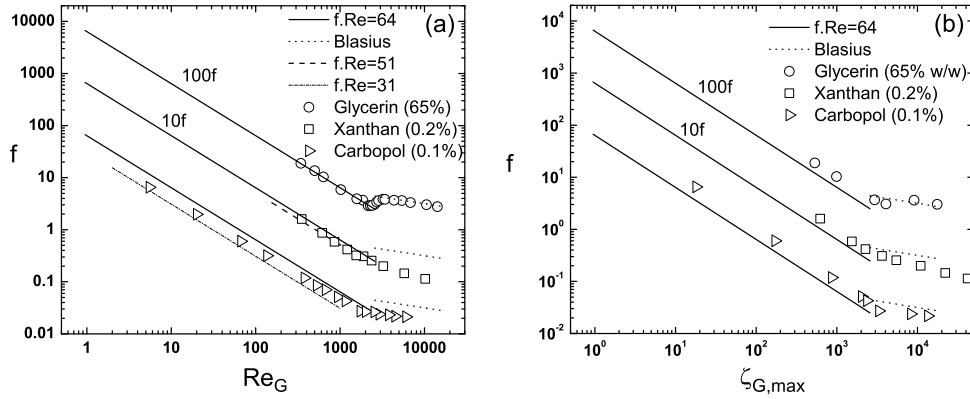 (a)
10000
1000
100
10
1
0.1
0.01
f
f.Re=64
Blasius
f.Re=51
f.Re=31
Glycerin (65%)
Xanthan (0.2%)
Carbopol (0.1%)
100f
10f
1 10 100 1000 10000
Re_G
(b)
10^4
10^3
10^2
10^1
10^0
10^-1
10^-2
f
f.Re=64
Blasius
Glycerin (65% w/w)
Xanthan (0.2%)
Carbopol (0.1%)
100f
10f
10^0 10^1 10^2 10^3 10^4
ζ_G,max